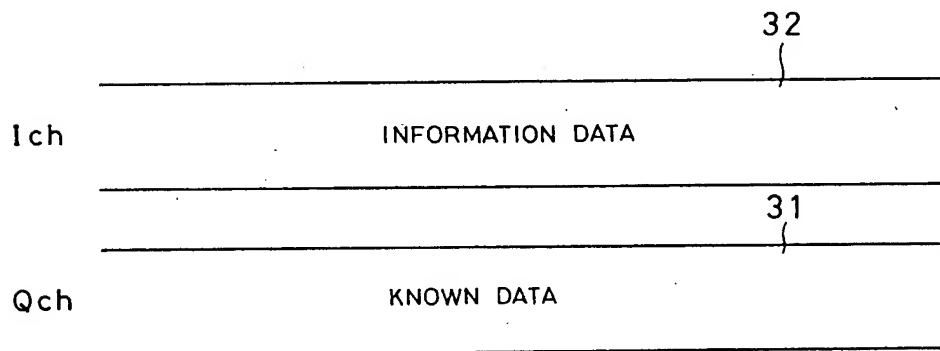 32
Ich INFORMATION DATA
31
Qch KNOWN DATA